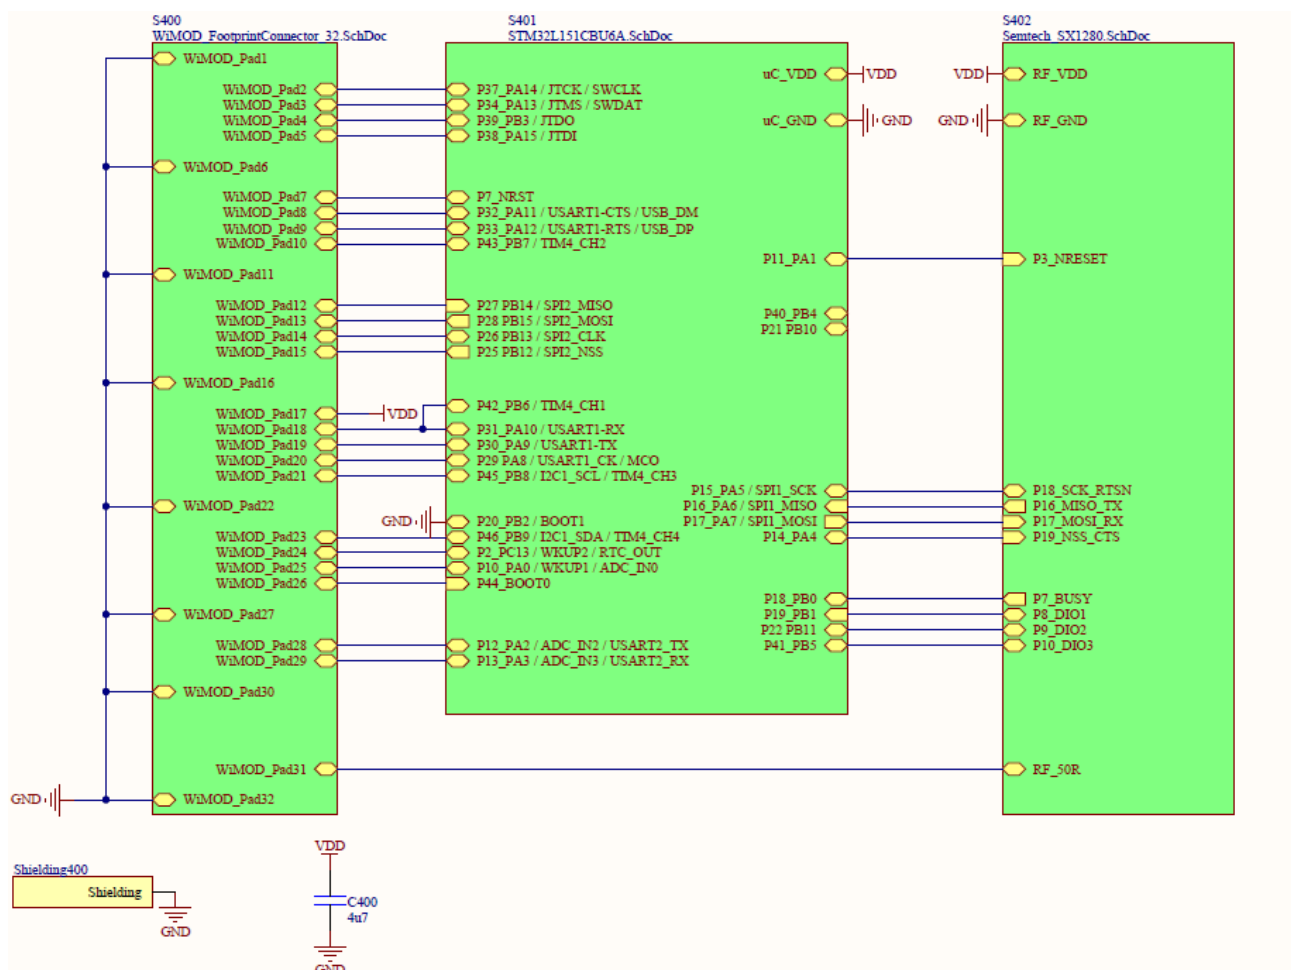 S400
WiMOD_FootprintConnector_32.SchDoc
S401
STM32L151CBU6A.SchDoc
S402
Semtech_SX1280.SchDoc
WiMOD_Pad1
uC_VDD VDD VDD RF_VDD
WiMOD_Pad2 P37_PA14 / JTCK / SWCLK
WiMOD_Pad3 P34_PA13 / JTMS / SWDAT
WiMOD_Pad4 P39_PB3 / JTDO uC_GND GND GND RF_GND
WiMOD_Pad5 P38_PA15 / JTDI
WiMOD_Pad6
WiMOD_Pad7 P7_NRST
WiMOD_Pad8 P32_PA11 / USART1-CTS / USB_DM
WiMOD_Pad9 P33_PA12 / USART1-RTS / USB_DP
WiMOD_Pad10 P43_PB7 / TIM4_CH2
P11_PA1 P3_NRESET
WiMOD_Pad11
WiMOD_Pad12 P27 PB14 / SPI2_MISO
P40_PB4
WiMOD_Pad13 P28 PB15 / SPI2_MOSI
P21 PB10
WiMOD_Pad14 P26 PB13 / SPI2_CLK
WiMOD_Pad15 P25 PB12 / SPI2_NSS
WiMOD_Pad16
P42_PB6 / TIM4_CH1
WiMOD_Pad17 VDD
WiMOD_Pad18 P31_PA10 / USART1-RX
WiMOD_Pad19 P30_PA9 / USART1-TX
WiMOD_Pad20 P29 PA8 / USART1_CK / MCO
WiMOD_Pad21 P45_PB8 / I2C1_SCL / TIM4_CH3
P15_PA5 / SPI1_SCK P18_SCK_RTSN
WiMOD_Pad22 P16_PA6 / SPI1_MISO P16_MISO_TX
GND P20_PB2 / BOOT1 P17_PA7 / SPI1_MOSI P17_MOSI_RX
WiMOD_Pad23 P46_PB9 / I2C1_SDA / TIM4_CH4 P14_PA4 P19_NSS_CTS
WiMOD_Pad24 P2_PC13 / WKUP2 / RTC_OUT
WiMOD_Pad25 P10_PA0 / WKUP1 / ADC_IN0
WiMOD_Pad26 P44_BOOT0
P18_PB0 P7_BUSY
WiMOD_Pad27 P19_PB1 P8_DIO1
P22 PB11 P9_DIO2
WiMOD_Pad28 P12_PA2 / ADC_IN2 / USART2_TX P41_PB5 P10_DIO3
WiMOD_Pad29 P13_PA3 / ADC_IN3 / USART2_RX
WiMOD_Pad30
WiMOD_Pad31 RF_50R
GND WiMOD_Pad32
VDD
Shielding400
Shielding
C400
4u7
GND
GND